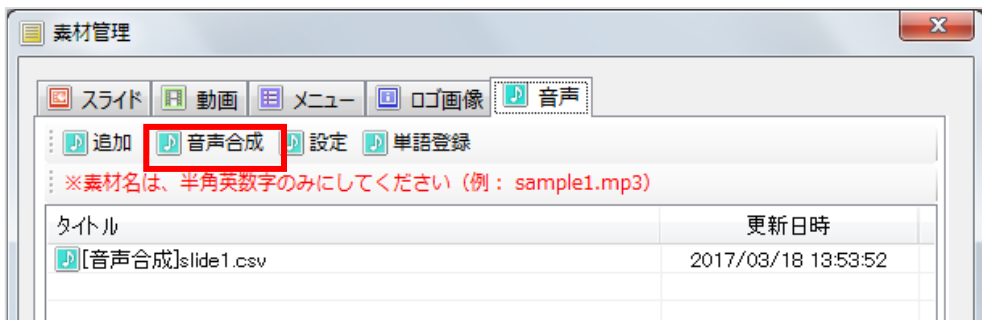 素材管理
スライド 動画 メニュー ロゴ画像 音声
追加 音声合成 設定 単語登録
※素材名は、半角英数字のみにしてください（例： sample1.mp3）
タイトル 更新日時
[音声合成]slide1.csv 2017/03/18 13:53:52